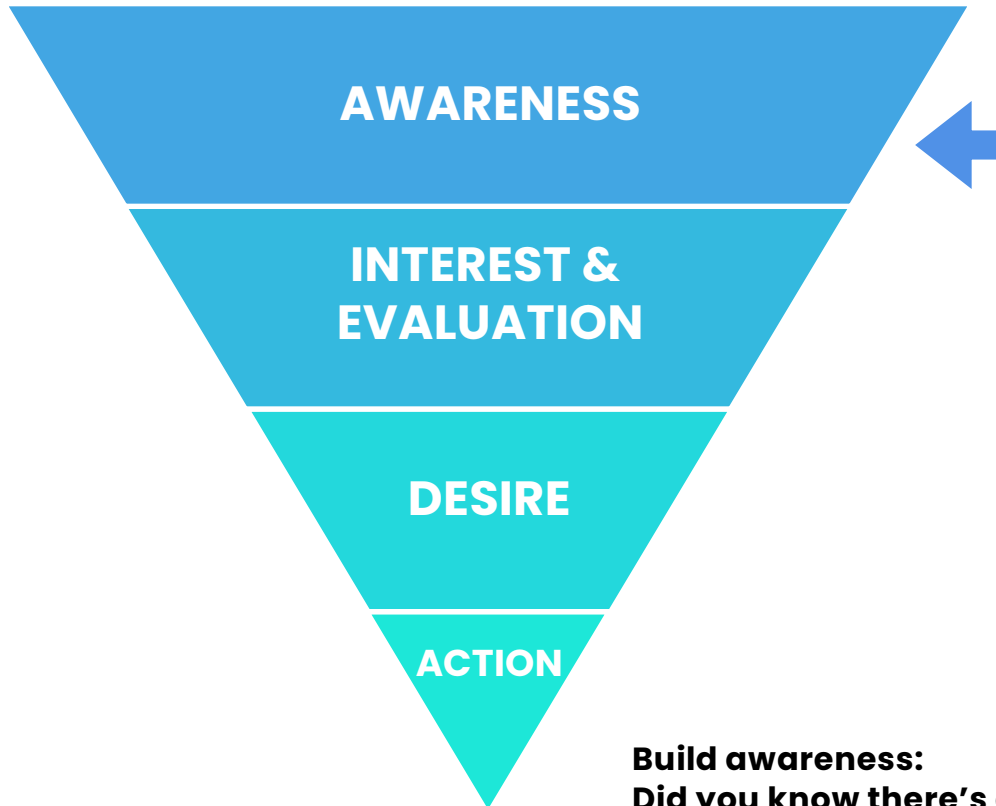 AWARENESS
INTEREST &
EVALUATION
DESIRE
ACTION
Build awareness:
Did you know there’s